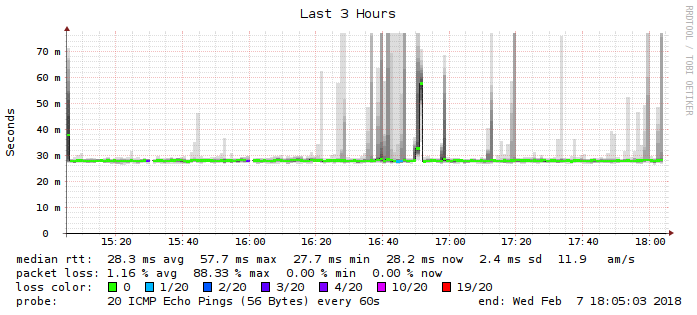 Last 3 Hours
RRDTOOL / TOBI OETIKER
Seconds
70 m
60 m
50 m
40 m
30 m
20 m
10 m
0
15:20 15:40 16:00 16:20 16:40 17:00 17:20 17:40 18:00
median rtt: 28.3 ms avg 57.7 ms max 27.7 ms min 28.2 ms now 2.4 ms sd 11.9 am/s
packet loss: 1.16 % avg 88.33 % max 0.00 % min 0.00 % now
loss color: 0 1/20 2/20 3/20 4/20 10/20 19/20
probe: 20 ICMP Echo Pings (56 Bytes) every 60s end: Wed Feb 7 18:05:03 2018